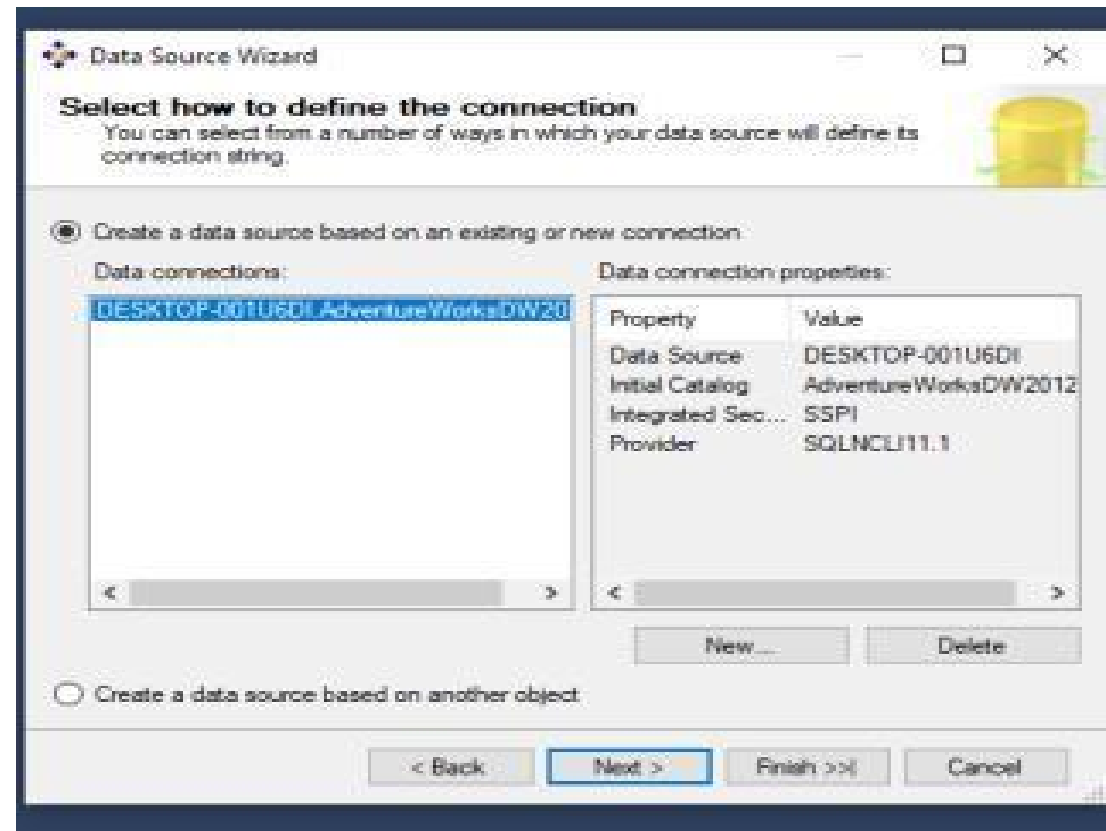 Data Source Wizard
Select how to define the connection
You can select from a number of ways in which your data source will define its
connection string.
Create a data source based on an existing or new connection
Data connections:
Data connection properties:
DESKTOP-001U6DI.AdventureWorksDW20
Property Value
Data Source DESKTOP-001U6DI
Initial Catalog AdventureWorksDW2012
Integrated Sec... SSPI
Provider SQLNCLI11.1
New...
Delete
Create a data source based on another object
< Back
Next >
Finish >>|
Cancel